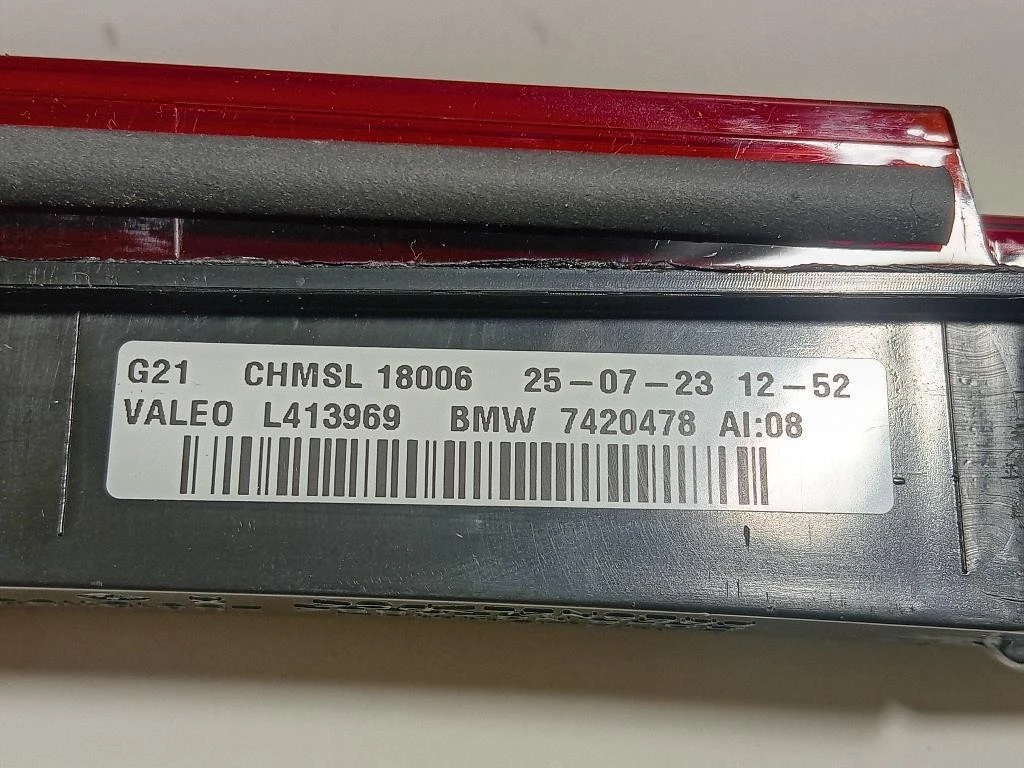 G21 CHMSL 18006 25-07-23 12-52
VALEO L413969 BMW 7420478 AI:08